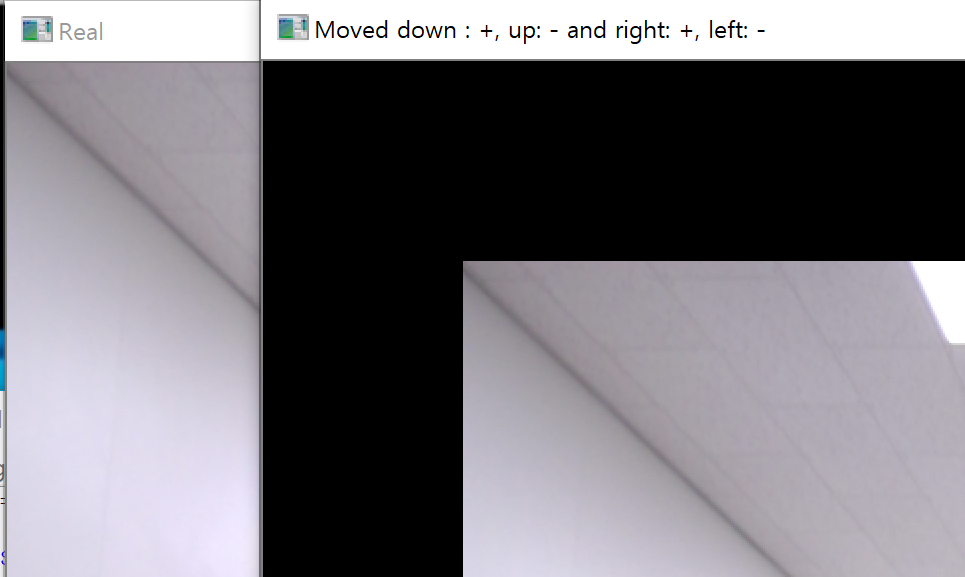 Real
Moved down : +, up: - and right: +, left: -